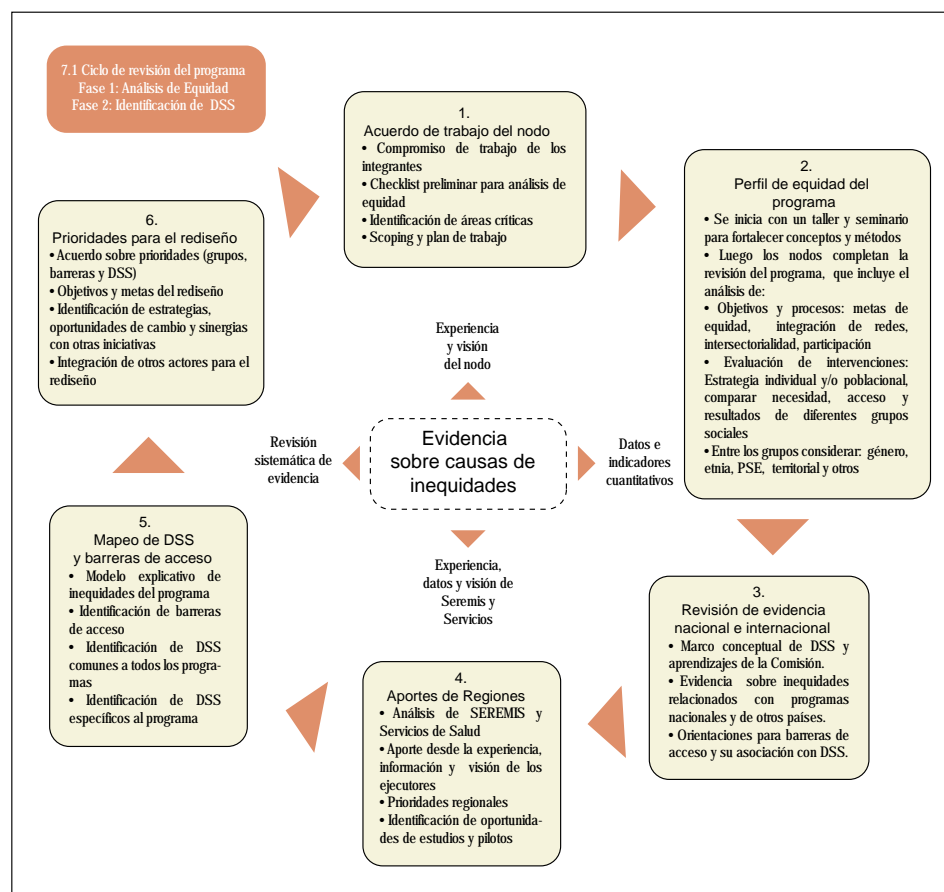 7.1 Ciclo de revisión del programa
Fase 1: Análisis de Equidad
Fase 2: Identificación de DSS
1.
Acuerdo de trabajo del nodo
• Compromiso de trabajo de los
integrantes
• Checklist preliminar para análisis de
equidad
• Identificación de áreas críticas
• Scoping y plan de trabajo
2.
Perfil de equidad del
programa
• Se inicia con un taller y seminario
para fortalecer conceptos y métodos
• Luego los nodos completan la
revisión del programa, que incluye el
análisis de:
• Objetivos y procesos: metas de
equidad, integración de redes,
intersectorialidad, participación
• Evaluación de intervenciones:
Estrategia individual y/o poblacional,
comparar necesidad, acceso y
resultados de diferentes grupos
sociales
• Entre los grupos considerar: género,
etnia, PSE, territorial y otros
3.
Revisión de evidencia
nacional e internacional
• Marco conceptual de DSS y
aprendizajes de la Comisión.
• Evidencia sobre inequidades
relacionados con programas
nacionales y de otros países.
• Orientaciones para barreras de
acceso y su asociación con DSS.
4.
Aportes de Regiones
• Análisis de SEREMIS y
Servicios de Salud
• Aporte desde la experiencia,
información y visión de los
ejecutores
• Prioridades regionales
• Identificación de oportunida-
des de estudios y pilotos
5.
Mapeo de DSS
y barreras de acceso
• Modelo explicativo de
inequidades del programa
• Identificación de barreras
de acceso
• Identificación de DSS
comunes a todos los progra-
mas
• Identificación de DSS
específicos al programa
6.
Prioridades para el rediseño
• Acuerdo sobre prioridades (grupos,
barreras y DSS)
• Objetivos y metas del rediseño
• Identificación de estrategias,
oportunidades de cambio y sinergias
con otras iniciativas
• Integración de otros actores para el
rediseño
Experiencia
y visión
del nodo
Revisión
sistemática de
evidencia
Evidencia
sobre causas de
inequidades
Datos e
indicadores
cuantitativos
Experiencia,
datos y visión de
Seremis y
Servicios